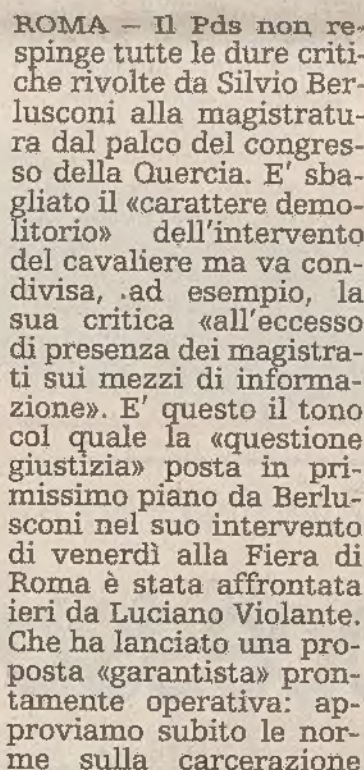 ROMA — Il Pds non re-
spinge tutte le dure criti-
che rivolte da Silvio Ber-
lusconi alla magistratu-
ra dal palco del congres-
so della Quercia. E' sba-
gliato il «carattere demo-
litorio» dell'intervento
del cavaliere ma va con-
divisa, .ad esempio, la
sua critica «all'eccesso
di presenza dei magistra-
ti sui mezzi di informa-
zione». E' questo il tono
col quale la «questione
giustizia» posta in pri-
missimo piano da Berlu-
sconi nel suo intervento
di venerdì alla Fiera di
Roma è stata affrontata
ieri da Luciano Violante.
Che ha lanciato una pro-
posta «garantista» pron-
tamente operativa: ap-
proviamo subito le nor-
me sulla carcerazione